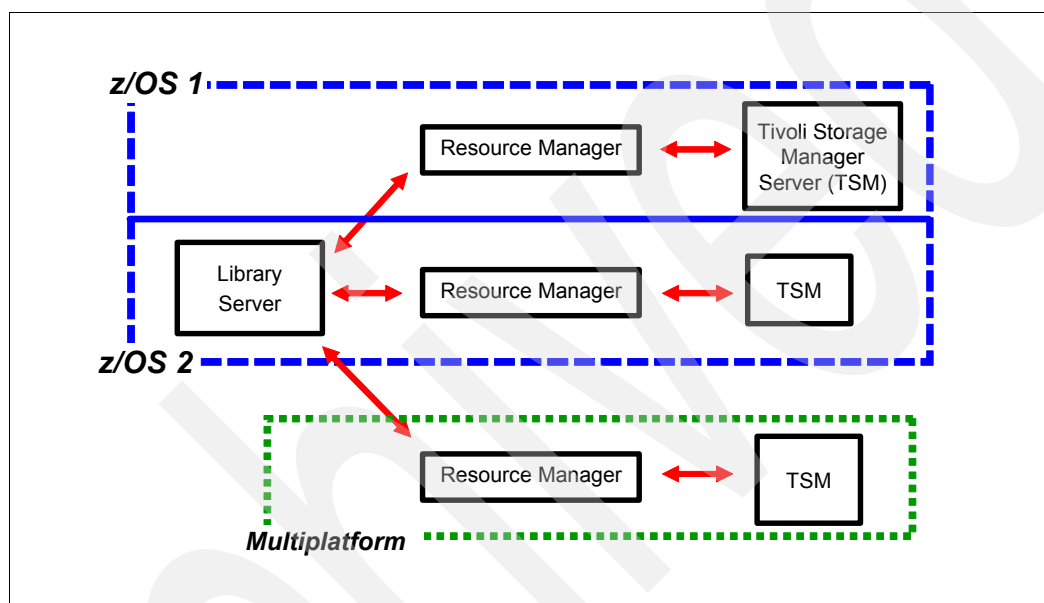 z/OS 1
Resource Manager
Tivoli Storage
Manager
Server (TSM)
Library
Server
Resource Manager
TSM
z/OS 2
Resource Manager
TSM
Multiplatform